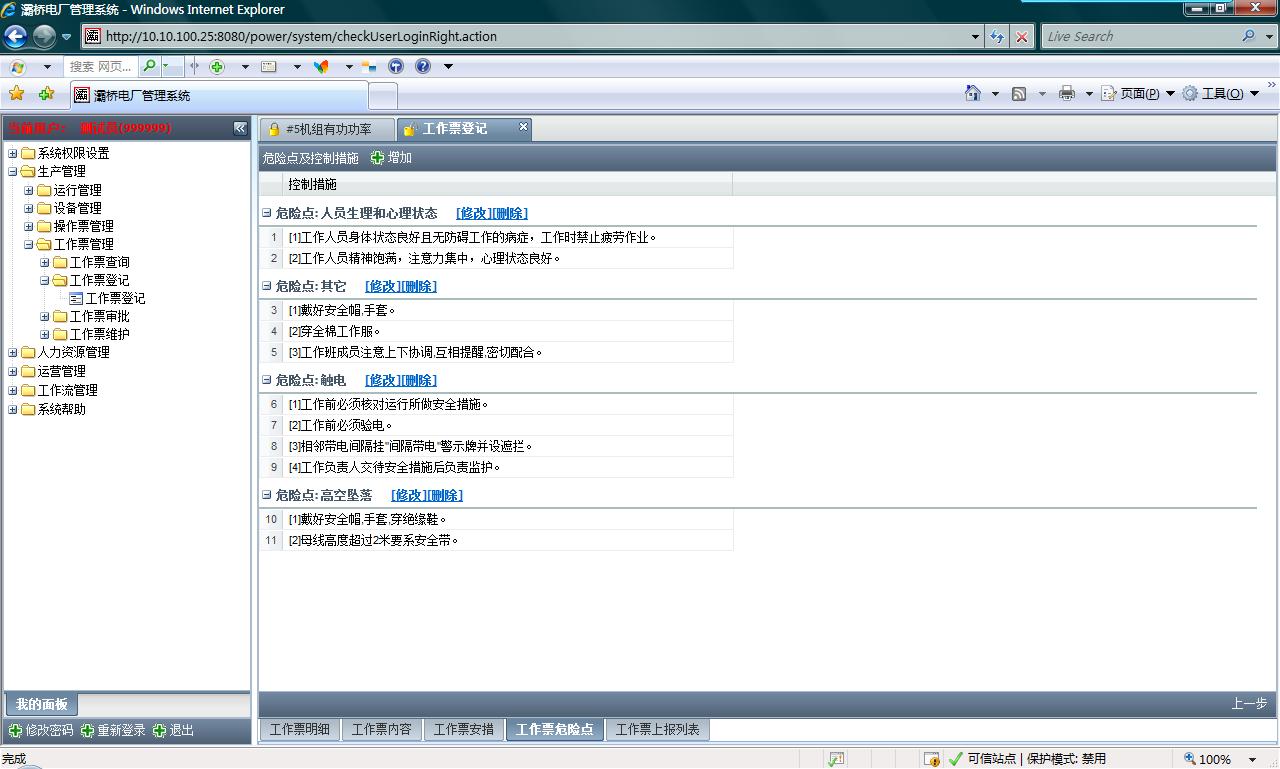 灞桥电厂管理系统 - Windows Internet Explorer
http://10.10.100.25:8080/power/system/checkUserLoginRight.action
Live Search
搜索 网页...
灞桥电厂管理系统
页面(P)
工具(O)
当前用户: 测试员(999999)
#5机组有功功率
工作票登记
系统权限设置
生产管理
运行管理
设备管理
操作票管理
工作票管理
工作票查询
工作票登记
工作票登记
工作票审批
工作票维护
人力资源管理
运营管理
工作流管理
系统帮助
危险点及控制措施 增加
控制措施
危险点: 人员生理和心理状态 [修改][删除]
1 [1]工作人员身体状态良好且无防碍工作的病症，工作时禁止疲劳作业。
2 [2]工作人员精神饱满，注意力集中，心理状态良好。
危险点: 其它 [修改][删除]
3 [1]戴好安全帽,手套。
4 [2]穿全棉工作服。
5 [3]工作班成员注意上下协调,互相提醒,密切配合。
危险点: 触电 [修改][删除]
6 [1]工作前必须核对运行所做安全措施。
7 [2]工作前必须验电。
8 [3]相邻带电间隔挂"间隔带电"警示牌并设遮拦。
9 [4]工作负责人交待安全措施后负责监护。
危险点: 高空坠落 [修改][删除]
10 [1]戴好安全帽,手套,穿绝缘鞋。
11 [2]母线高度超过2米要系安全带。
我的面板
修改密码 重新登录 退出
上一步
工作票明细 工作票内容 工作票安措 工作票危险点 工作票上报列表
完成
可信站点 | 保护模式: 禁用
100%